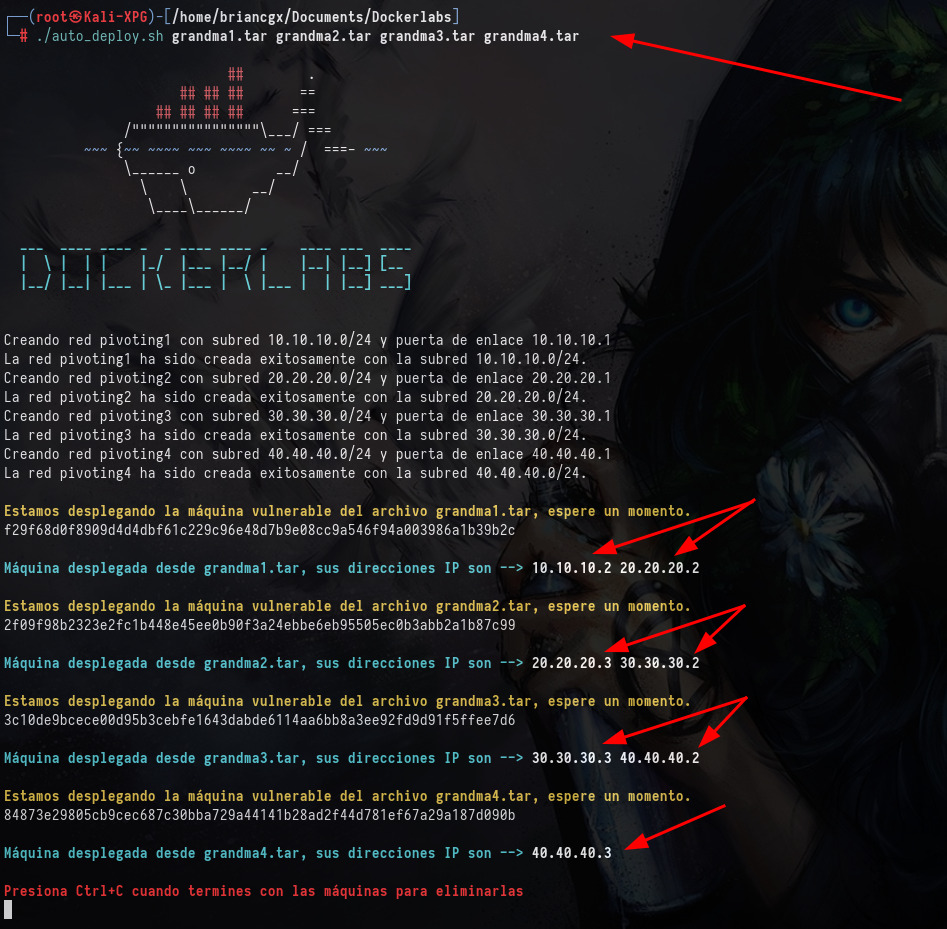 ┌──(root㉿Kali-XPG)-[/home/briancgx/Documents/Dockerlabs]
└─# ./auto_deploy.sh grandma1.tar grandma2.tar grandma3.tar grandma4.tar
DOCKERLABS
Creando red pivoting1 con subred 10.10.10.0/24 y puerta de enlace 10.10.10.1
La red pivoting1 ha sido creada exitosamente con la subred 10.10.10.0/24.
Creando red pivoting2 con subred 20.20.20.0/24 y puerta de enlace 20.20.20.1
La red pivoting2 ha sido creada exitosamente con la subred 20.20.20.0/24.
Creando red pivoting3 con subred 30.30.30.0/24 y puerta de enlace 30.30.30.1
La red pivoting3 ha sido creada exitosamente con la subred 30.30.30.0/24.
Creando red pivoting4 con subred 40.40.40.0/24 y puerta de enlace 40.40.40.1
La red pivoting4 ha sido creada exitosamente con la subred 40.40.40.0/24.
Estamos desplegando la máquina vulnerable del archivo grandma1.tar, espere un momento.
f29f68d0f8909d4d4dbf61c229c96e48d7b9e08cc9a546f94a003986a1b39b2c
Máquina desplegada desde grandma1.tar, sus direcciones IP son --> 10.10.10.2 20.20.20.2
Estamos desplegando la máquina vulnerable del archivo grandma2.tar, espere un momento.
2f09f98b2323e2fc1b448e45ee0b90f3a24ebbe6eb95505ec0b3abb2a1b87c99
Máquina desplegada desde grandma2.tar, sus direcciones IP son --> 20.20.20.3 30.30.30.2
Estamos desplegando la máquina vulnerable del archivo grandma3.tar, espere un momento.
3c10de9bcece00d95b3cebfe1643dabde6114aa6bb8a3ee92fd9d91f5ffee7d6
Máquina desplegada desde grandma3.tar, sus direcciones IP son --> 30.30.30.3 40.40.40.2
Estamos desplegando la máquina vulnerable del archivo grandma4.tar, espere un momento.
84873e29805cb9cec687c30bba729a44141b28ad2f44d781ef67a29a187d090b
Máquina desplegada desde grandma4.tar, sus direcciones IP son --> 40.40.40.3
Presiona Ctrl+C cuando termines con las máquinas para eliminarlas